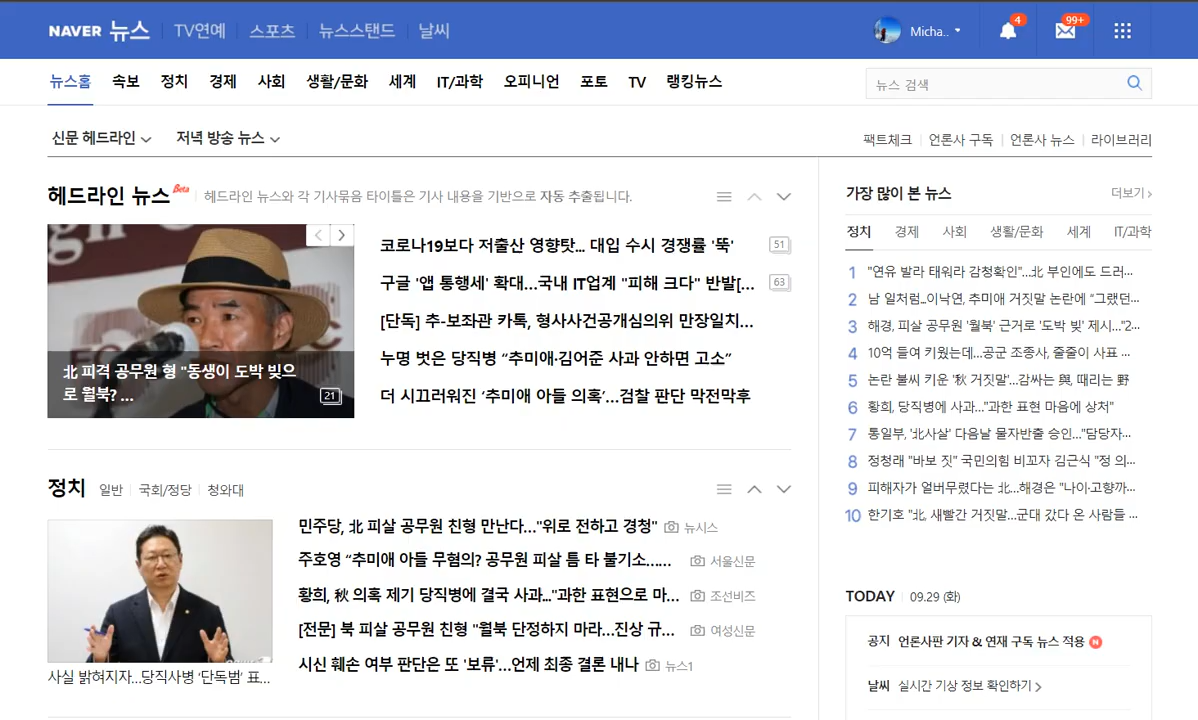 NAVER 뉴스 TV연예 스포츠 뉴스스탠드 날씨 Micha.. 4 99+
뉴스홈 속보 정치 경제 사회 생활/문화 세계 IT/과학 오피니언 포토 TV 랭킹뉴스 뉴스 검색
신문 헤드라인 저녁 방송 뉴스 팩트체크 언론사 구독 언론사 뉴스 라이브러리
헤드라인 뉴스 Beta 헤드라인 뉴스와 각 기사묶음 타이틀은 기사 내용을 기반으로 자동 추출됩니다.
北 피격 공무원 형 "동생이 도박 빚으
로 월북? ... 21
코로나19보다 저출산 영향탓... 대입 수시 경쟁률 '뚝' 51
구글 '앱 통행세' 확대…국내 IT업계 "피해 크다" 반발[... 63
[단독] 추-보좌관 카톡, 형사사건공개심의위 만장일치...
누명 벗은 당직병 “추미애·김어준 사과 안하면 고소”
더 시끄러워진 ‘추미애 아들 의혹’…검찰 판단 막전막후
정치 일반 국회/정당 청와대
사실 밝혀지자…당직사병 '단독범' 표...
민주당, 北 피살 공무원 친형 만난다…"위로 전하고 경청" 뉴시스
주호영 “추미애 아들 무혐의? 공무원 피살 틈 타 불기소…... 서울신문
황희, 秋 의혹 제기 당직병에 결국 사과..."과한 표현으로 마... 조선비즈
[전문] 북 피살 공무원 친형 "월북 단정하지 마라…진상 규... 여성신문
시신 훼손 여부 판단은 또 '보류'…언제 최종 결론 내나 뉴스1
가장 많이 본 뉴스 더보기
정치 경제 사회 생활/문화 세계 IT/과학
1 "연유 발라 태워라 감청확인"…北 부인에도 드러...
2 남 일처럼..이낙연, 추미애 거짓말 논란에 “그랬던...
3 해경, 피살 공무원 '월북' 근거로 '도박 빚' 제시…"2...
4 10억 들여 키웠는데…공군 조종사, 줄줄이 사표 ...
5 논란 불씨 키운 '秋 거짓말'…감싸는 與, 때리는 野
6 황희, 당직병에 사과…"과한 표현 마음에 상처"
7 통일부, '北사살' 다음날 물자반출 승인…"담당자...
8 정청래 "바보 짓" 국민의힘 비꼬자 김근식 "정 의...
9 피해자가 얼버무렸다는 北…해경은 "나이·고향까...
10 한기호 "北, 새빨간 거짓말…군대 갔다 온 사람들 ...
TODAY 09.29 (화)
공지 언론사판 기자 & 연재 구독 뉴스 적용 N
날씨 실시간 기상 정보 확인하기